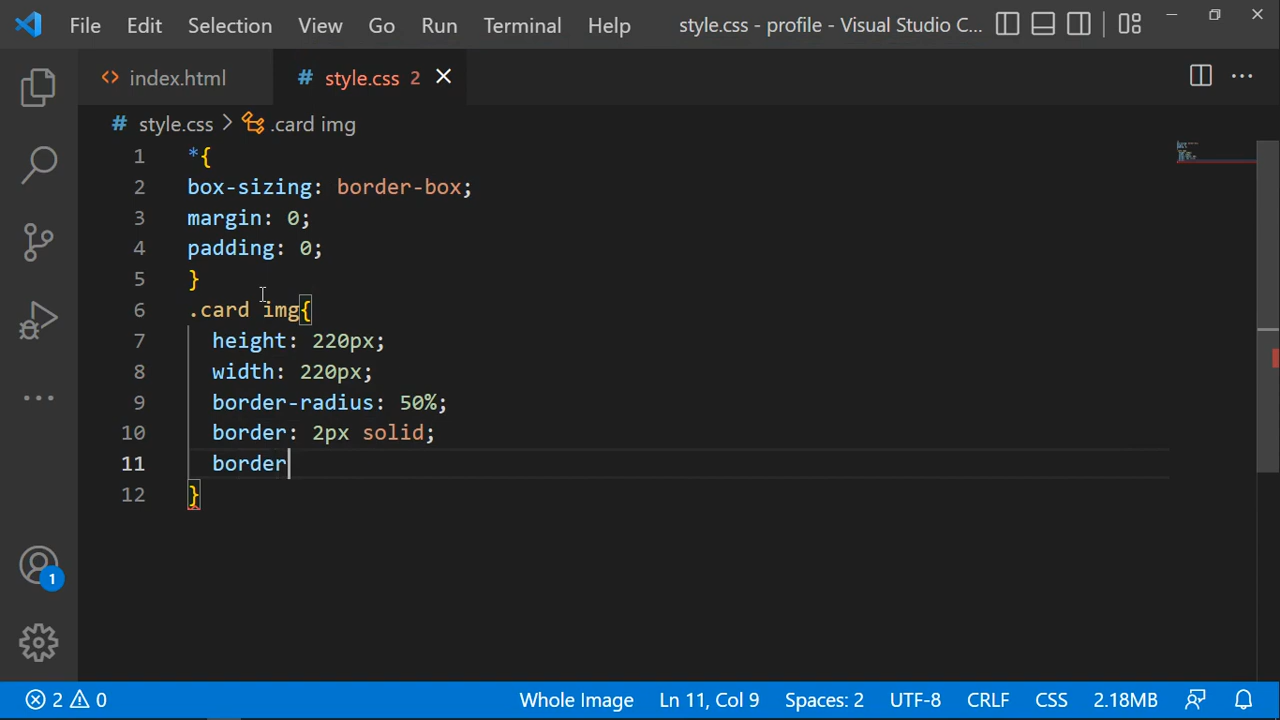 File Edit Selection View Go Run Terminal Help style.css - profile - Visual Studio C...
index.html # style.css 2
# style.css > .card img
1 *{
2 box-sizing: border-box;
3 margin: 0;
4 padding: 0;
5 }
6 .card img{
7 height: 220px;
8 width: 220px;
9 border-radius: 50%;
10 border: 2px solid;
11 border
12 }
1
2 0 Whole Image Ln 11, Col 9 Spaces: 2 UTF-8 CRLF CSS 2.18MB